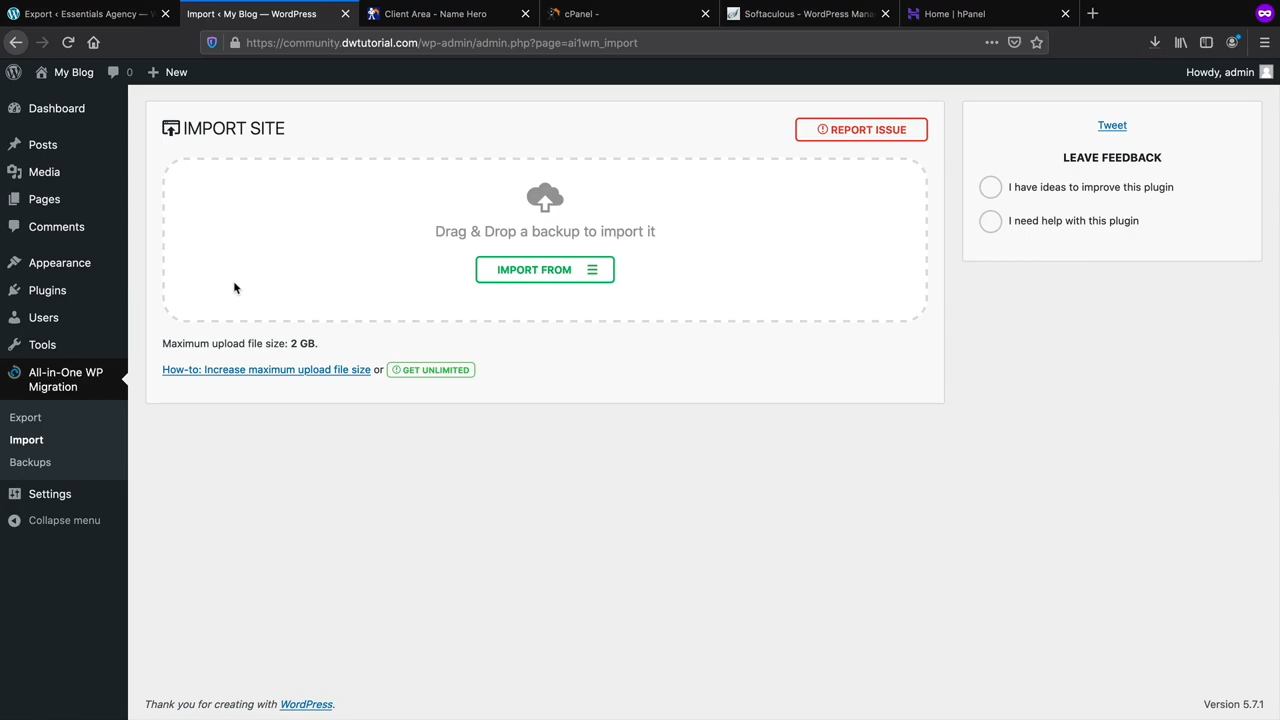 Export ‹ Essentials Agency — W
Import ‹ My Blog — WordPress
Client Area - Name Hero
cPanel -
Softaculous - WordPress Mana
Home | hPanel
https://community.dwtutorial.com/wp-admin/admin.php?page=ai1wm_import
My Blog
0
New
Howdy, admin
Dashboard
Posts
Media
Pages
Comments
Appearance
Plugins
Users
Tools
All-in-One WP
Migration
Export
Import
Backups
Settings
Collapse menu
IMPORT SITE
REPORT ISSUE
Drag & Drop a backup to import it
IMPORT FROM
Maximum upload file size: 2 GB.
How-to: Increase maximum upload file size or GET UNLIMITED
Tweet
LEAVE FEEDBACK
I have ideas to improve this plugin
I need help with this plugin
Thank you for creating with WordPress.
Version 5.7.1